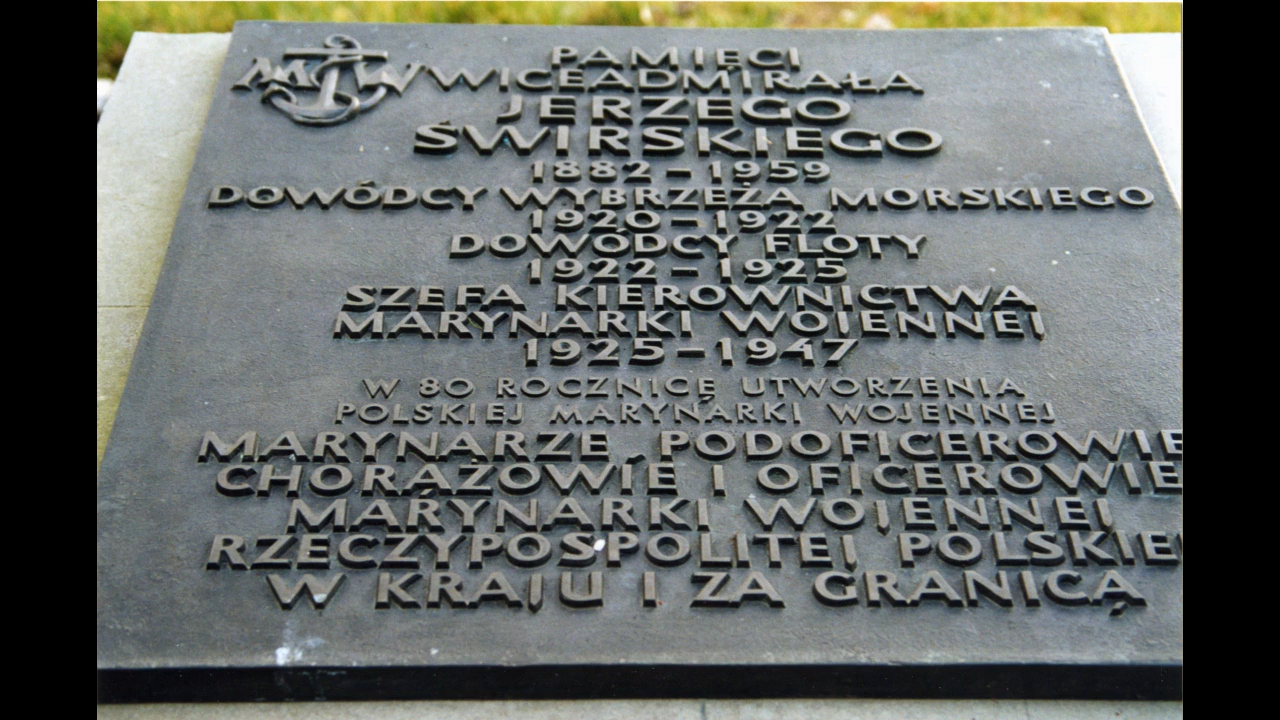 MW
PAMIĘCI
WICEADMIRAŁA
JERZEGO
ŚWIRSKIEGO
1882 – 1959
DOWÓDCY WYBRZEŻA MORSKIEGO
1920 – 1922
DOWÓDCY FLOTY
1922 – 1925
SZEFA KIEROWNICTWA
MARYNARKI WOJENNEJ
1925 – 1947
W 80 ROCZNICĘ UTWORZENIA
POLSKIEJ MARYNARKI WOJENNEJ
MARYNARZE PODOFICEROWIE
CHORĄŻOWIE I OFICEROWIE
MARYNARKI WOJENNEJ
RZECZYPOSPOLITEJ POLSKIE
W KRAJU I ZA GRANICĄ